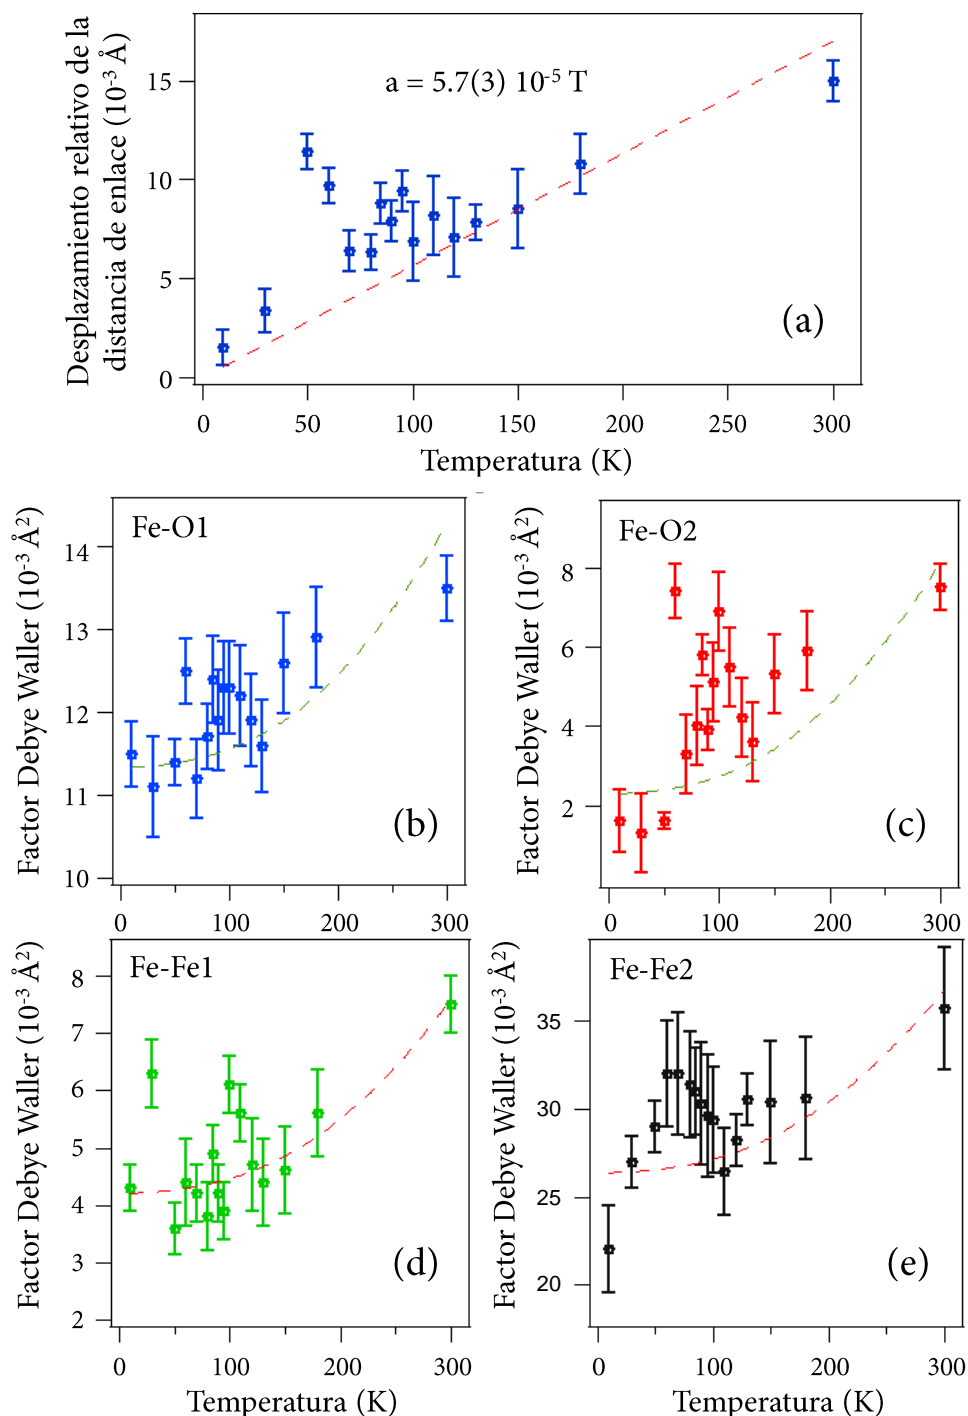 Desplazamiento relativo de la
distancia de enlace (10⁻³ Å)
15
10
5
0
a = 5.7(3) 10⁻⁵ T
(a)
0 50 100 150 200 250 300
Temperatura (K)
Factor Debye Waller (10⁻³ Å²)
14
13
12
11
10
Fe-O1
(b)
0 100 200 300
Factor Debye Waller (10⁻³ Å²)
8
6
4
2
Fe-O2
(c)
0 100 200 300
Factor Debye Waller (10⁻³ Å²)
8
7
6
5
4
3
2
Fe-Fe1
(d)
0 100 200 300
Temperatura (K)
Factor Debye Waller (10⁻³ Å²)
35
30
25
20
Fe-Fe2
(e)
0 100 200 300
Temperatura (K)